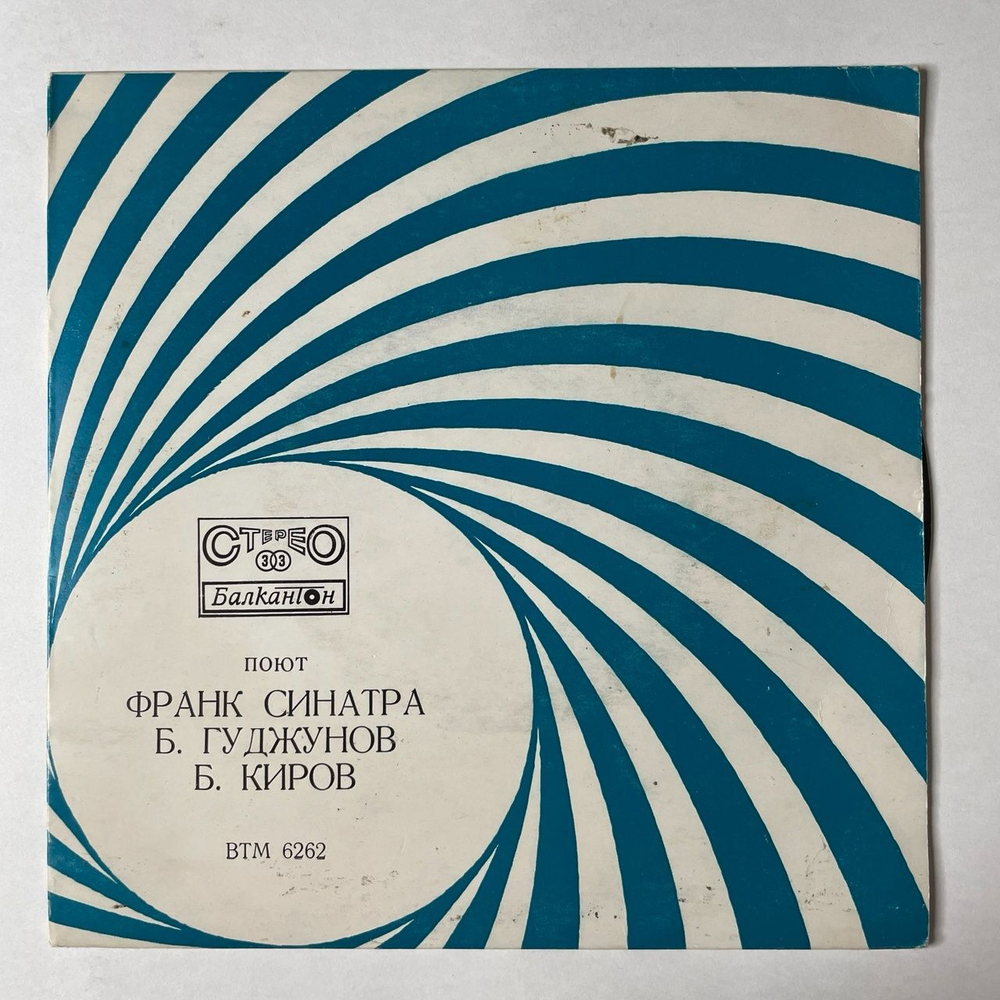 СТЕРЕО
33
Балкантон
ПОЮТ
ФРАНК СИНАТРА
Б. ГУДЖУНОВ
Б. КИРОВ
ВТМ 6262